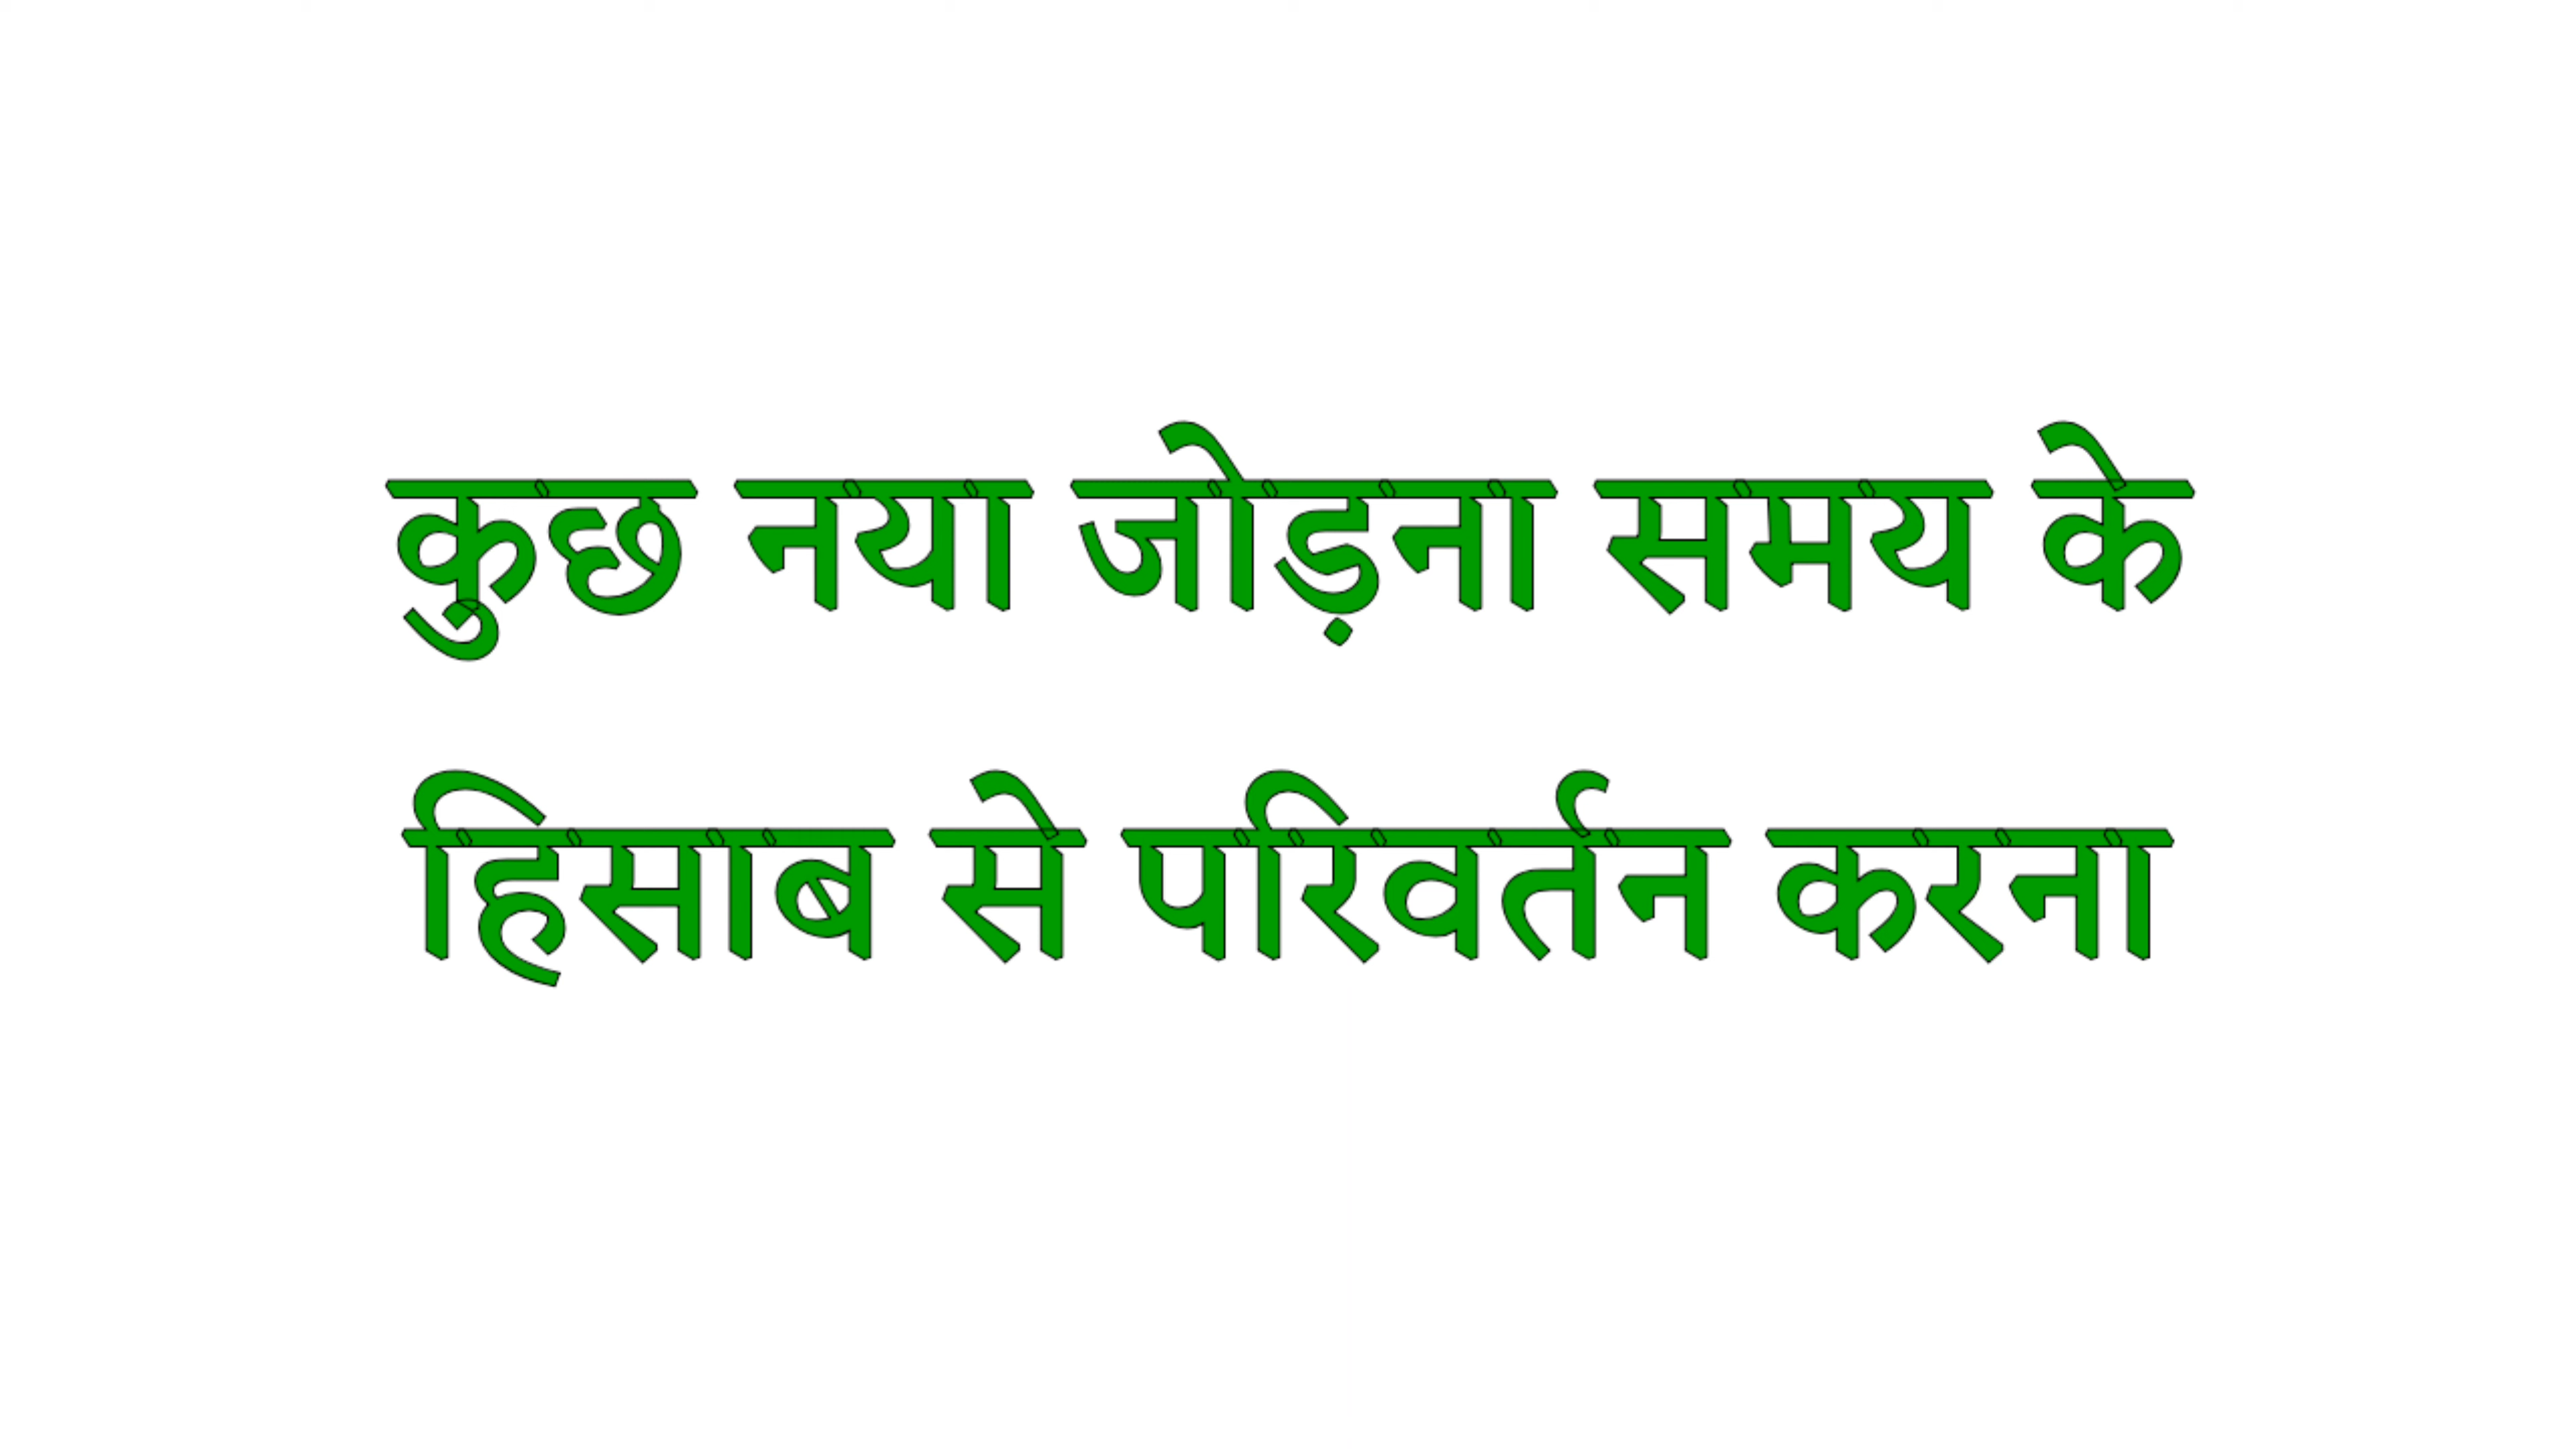 कुछ नया जोड़ना समय के
हिसाब से परिवर्तन करना